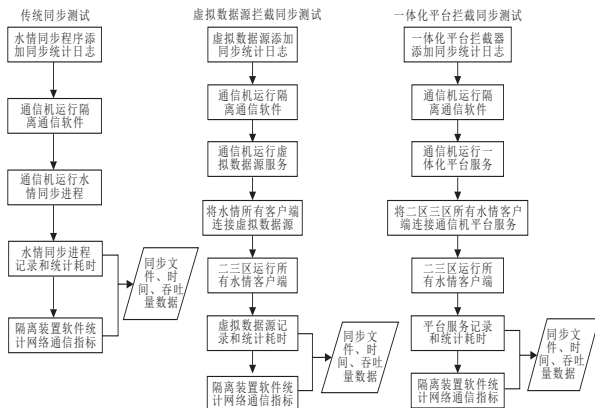 传统同步测试
水情同步程序添
加同步统计日志
通信机运行隔
离通信软件
通信机运行水
情同步进程
水情同步进程
记录和统计耗时
隔离装置软件统
计网络通信指标
同步文
件、时
间、吞吐
量数据
虚拟数据源拦截同步测试
虚拟数据源添加
同步统计日志
通信机运行隔
离通信软件
通信机运行虚
拟数据源服务
将水情所有客户端
连接虚拟数据源
二三区运行所
有水情客户端
虚拟数据源记
录和统计耗时
隔离装置软件统
计网络通信指标
同步文
件、时
间、吞吐
量数据
一体化平台拦截同步测试
一体化平台拦截器
添加同步统计日志
通信机运行隔
离通信软件
通信机运行一
体化平台服务
将二区三区所有水情客户
端连接通信机平台服务
二三区运行所
有水情客户端
平台服务记录
和统计耗时
隔离装置软件统
计网络通信指标
同步文
件、时
间、吞吐
量数据